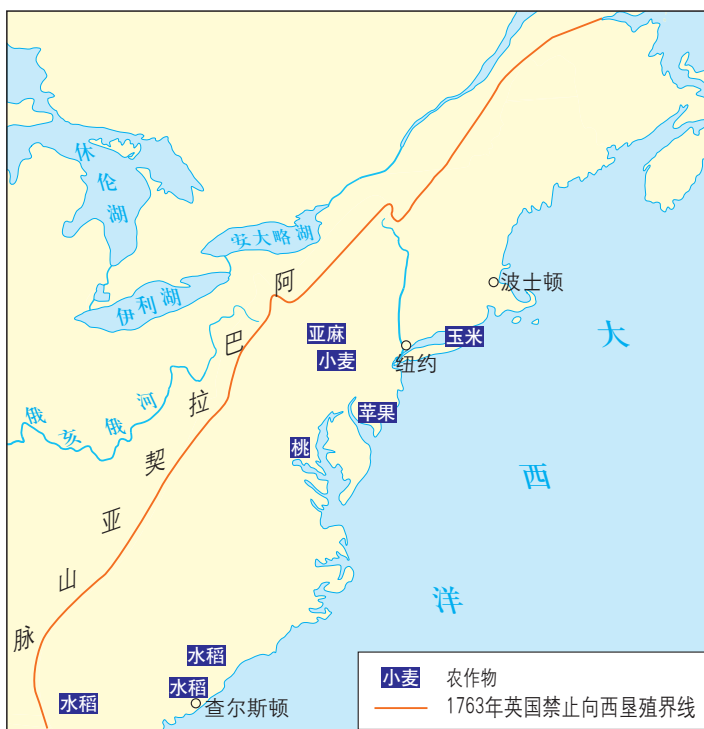 休伦湖
安大略湖
伊利湖
阿巴拉契亚山脉
波士顿
大西洋
亚麻
玉米
小麦
纽约
苹果
俄亥俄河
桃
水稻
水稻
水稻
查尔斯顿
小麦 农作物
1763年英国禁止向西垦殖界线